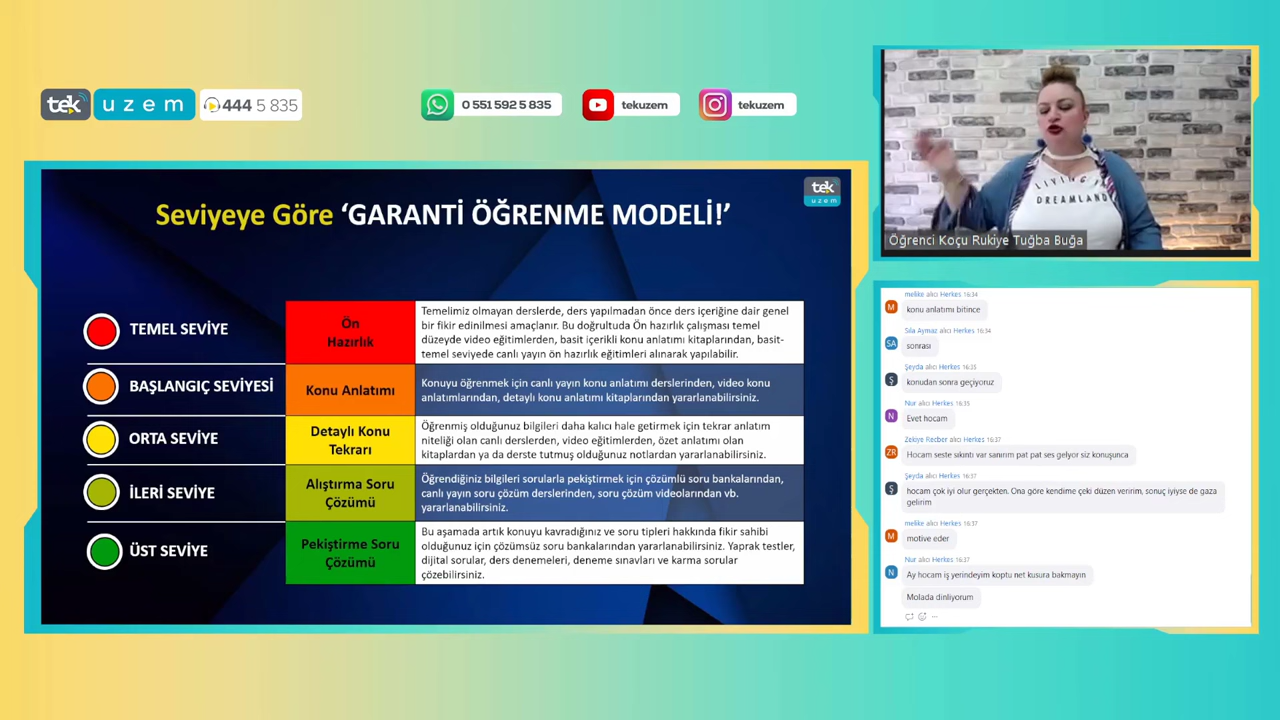 tek uzem 444 5 835
0 551 592 5 835
tekuzem
tekuzem
tek
uzem
Seviyeye Göre ‘GARANTİ ÖĞRENME MODELİ!’
TEMEL SEVİYE
Ön
Hazırlık
Temelimiz olmayan derslerde, ders yapılmadan önce ders içeriğine dair genel
bir fikir edinilmesi amaçlanır. Bu doğrultuda Ön hazırlık çalışması temel
düzeyde video eğitimlerden, basit içerikli konu anlatımı kitaplarından, basit-
temel seviyede canlı yayın ön hazırlık eğitimleri alınarak yapılabilir.
BAŞLANGIÇ SEVİYESİ
Konu Anlatımı
Konuyu öğrenmek için canlı yayın konu anlatımı derslerinden, video konu
anlatımlarından, detaylı konu anlatımı kitaplarından yararlanabilirsiniz.
ORTA SEVİYE
Detaylı Konu
Tekrarı
Öğrenmiş olduğunuz bilgileri daha kalıcı hale getirmek için tekrar anlatım
niteliği olan canlı derslerden, video eğitimlerden, özet anlatımı olan
kitaplardan ya da derste tutmuş olduğunuz notlardan yararlanabilirsiniz.
İLERİ SEVİYE
Alıştırma Soru
Çözümü
Öğrendiğiniz bilgileri sorularla pekiştirmek için çözümlü soru bankalarından,
canlı yayın soru çözüm derslerinden, soru çözüm videolarından vb.
yararlanabilirsiniz.
ÜST SEVİYE
Pekiştirme Soru
Çözümü
Bu aşamada artık konuyu kavradığınız ve soru tipleri hakkında fikir sahibi
olduğunuz için çözümsüz soru bankalarından yararlanabilirsiniz. Yaprak testler,
dijital sorular, ders denemeleri, deneme sınavları ve karma sorular
çözebilirsiniz.
LIVING IN
DREAMLAND
Öğrenci Koçu Rukiye Tuğba Buğa
melike alıcı Herkes 16:34
M
konu anlatımı bitince
Sıla Aymaz alıcı Herkes 16:34
SA
sonrası
Şeyda alıcı Herkes 16:35
Ş
konudan sonra geçiyoruz
Nur alıcı Herkes 16:35
N
Evet hocam
Zekiye Recber alıcı Herkes 16:37
ZR
Hocam seste sıkıntı var sanırım pat pat ses gelyor siz konuşunca
Şeyda alıcı Herkes 16:37
Ş
hocam çok iyi olur gerçekten. Ona göre kendime çeki düzen veririm, sonuç iyiyse de gaza
gelirim
melike alıcı Herkes 16:37
M
motive eder
Nur alıcı Herkes 16:37
N
Ay hocam iş yerindeyim koptu net kusura bakmayın
Molada dinliyorum